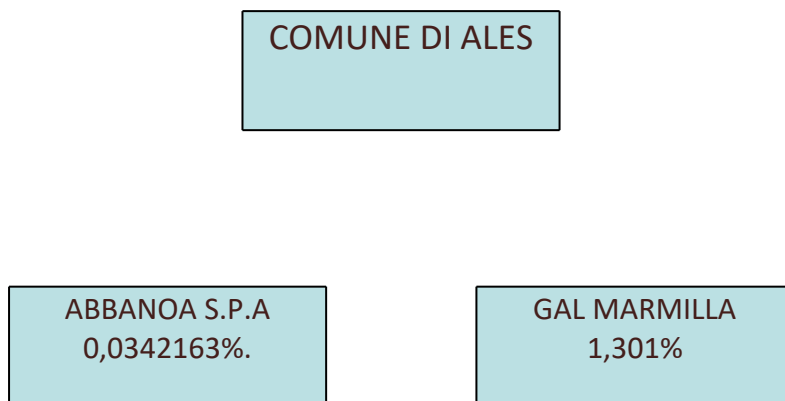 COMUNE DI ALES
ABBANOA S.P.A
0,0342163%.
GAL MARMILLA
1,301%